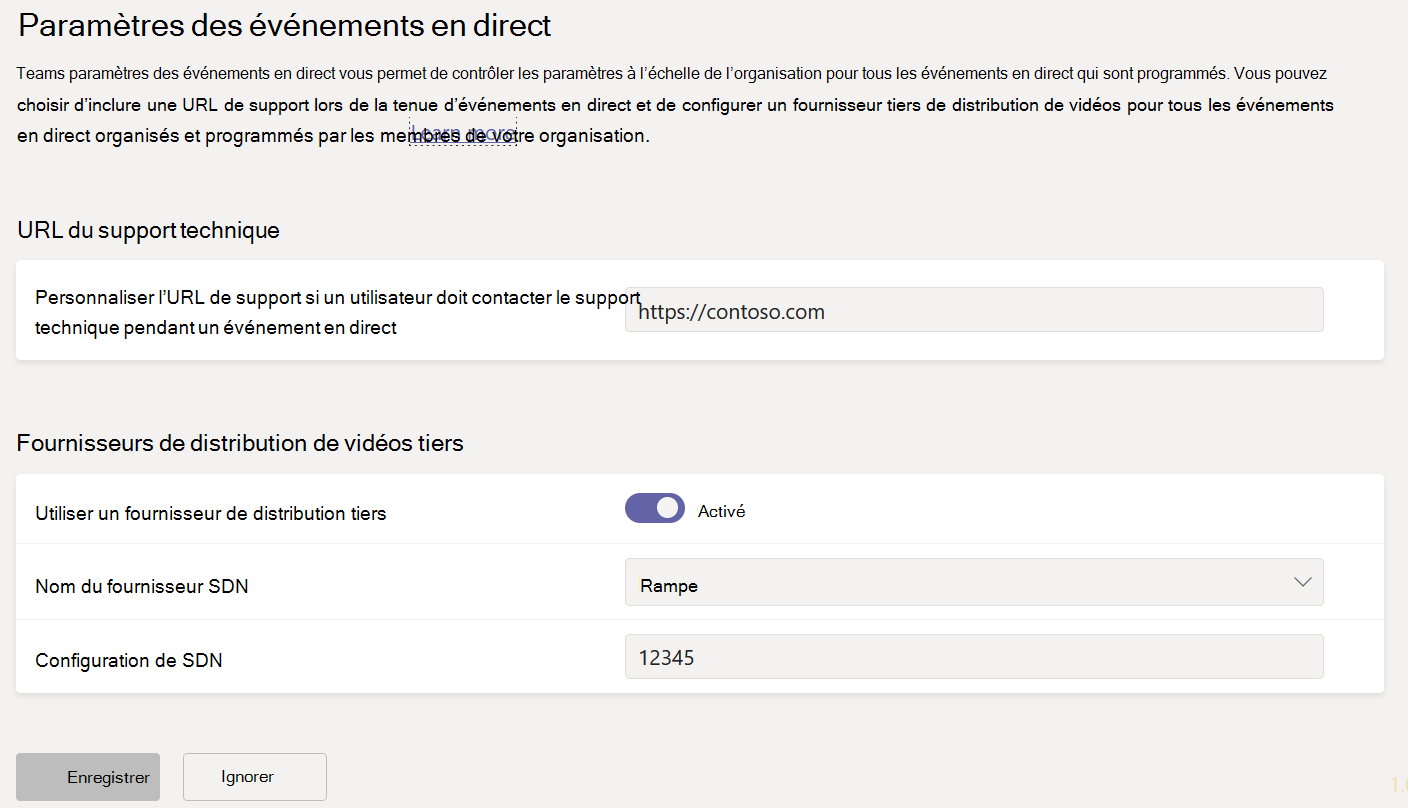 Paramètres des événements en direct
Teams paramètres des événements en direct vous permet de contrôler les paramètres à l’échelle de l’organisation pour tous les événements en direct qui sont programmés. Vous pouvez
choisir d’inclure une URL de support lors de la tenue d’événements en direct et de configurer un fournisseur tiers de distribution de vidéos pour tous les événements
en direct organisés et programmés par les membres de votre organisation.
Learn more
URL du support technique
Personnaliser l’URL de support si un utilisateur doit contacter le support
technique pendant un événement en direct
https://contoso.com
Fournisseurs de distribution de vidéos tiers
Utiliser un fournisseur de distribution tiers
Activé
Nom du fournisseur SDN
Rampe
Configuration de SDN
12345
Enregistrer
Ignorer